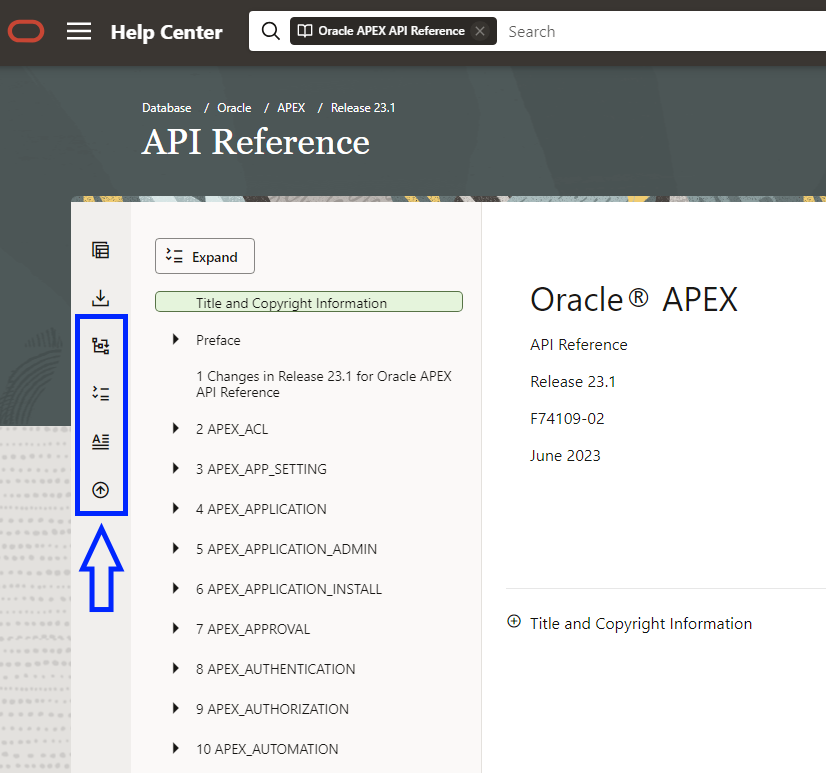 Help Center
Oracle APEX API Reference
Search
Database / Oracle / APEX / Release 23.1
API Reference
Expand
Title and Copyright Information
Preface
1 Changes in Release 23.1 for Oracle APEX
API Reference
2 APEX_ACL
3 APEX_APP_SETTING
4 APEX_APPLICATION
5 APEX_APPLICATION_ADMIN
6 APEX_APPLICATION_INSTALL
7 APEX_APPROVAL
8 APEX_AUTHENTICATION
9 APEX_AUTHORIZATION
10 APEX_AUTOMATION
Oracle® APEX
API Reference
Release 23.1
F74109-02
June 2023
Title and Copyright Information